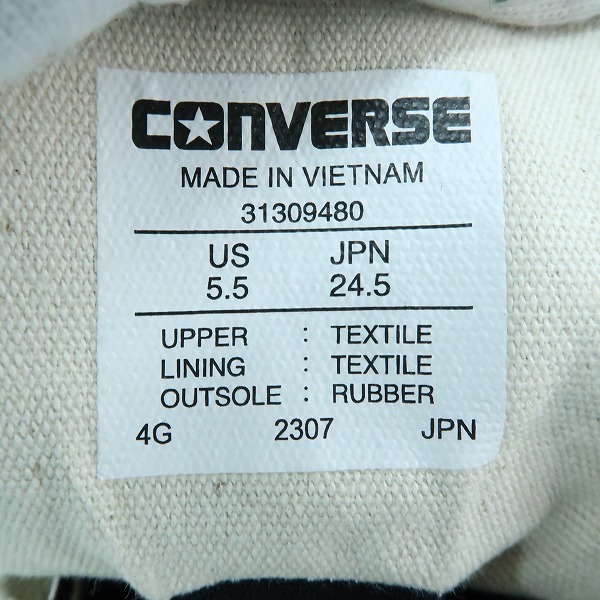 CONVERSE
MADE IN VIETNAM
31309480
US JPN
5.5 24.5
UPPER : TEXTILE
LINING : TEXTILE
OUTSOLE : RUBBER
4G 2307 JPN